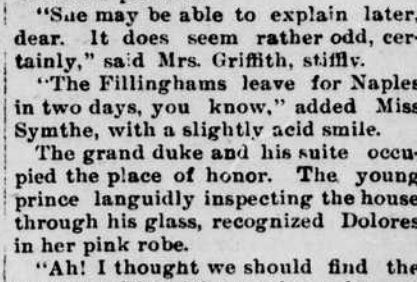 "She may be able to explain later,
dear. It does seem rather odd, cer-
tainly," said Mrs. Griffith, stiffly.
"The Fillinghams leave for Naples
in two days, you know," added Miss
Symthe, with a slightly acid smile.
The grand duke and his suite occu-
pied the place of honor. The young
prince languidly inspecting the house
through his glass, recognized Dolores
in her pink robe.
"Ah! I thought we should find the